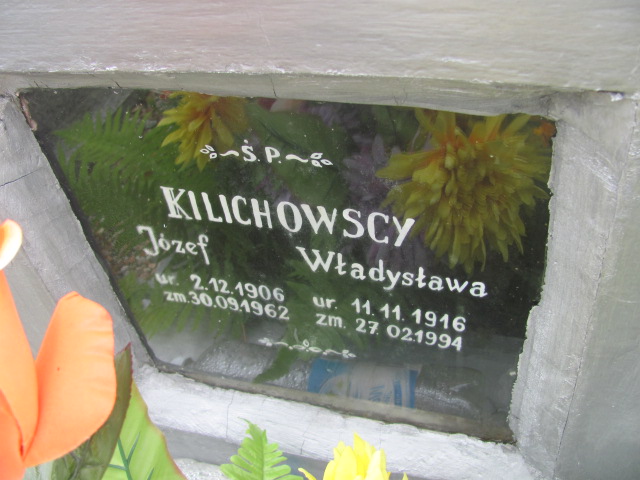 Ś.P.
KILICHOWSCY
Józef Władysława
ur. 2.12.1906 ur. 11.11.1916
zm.30.09.1962 zm. 27.02.1994